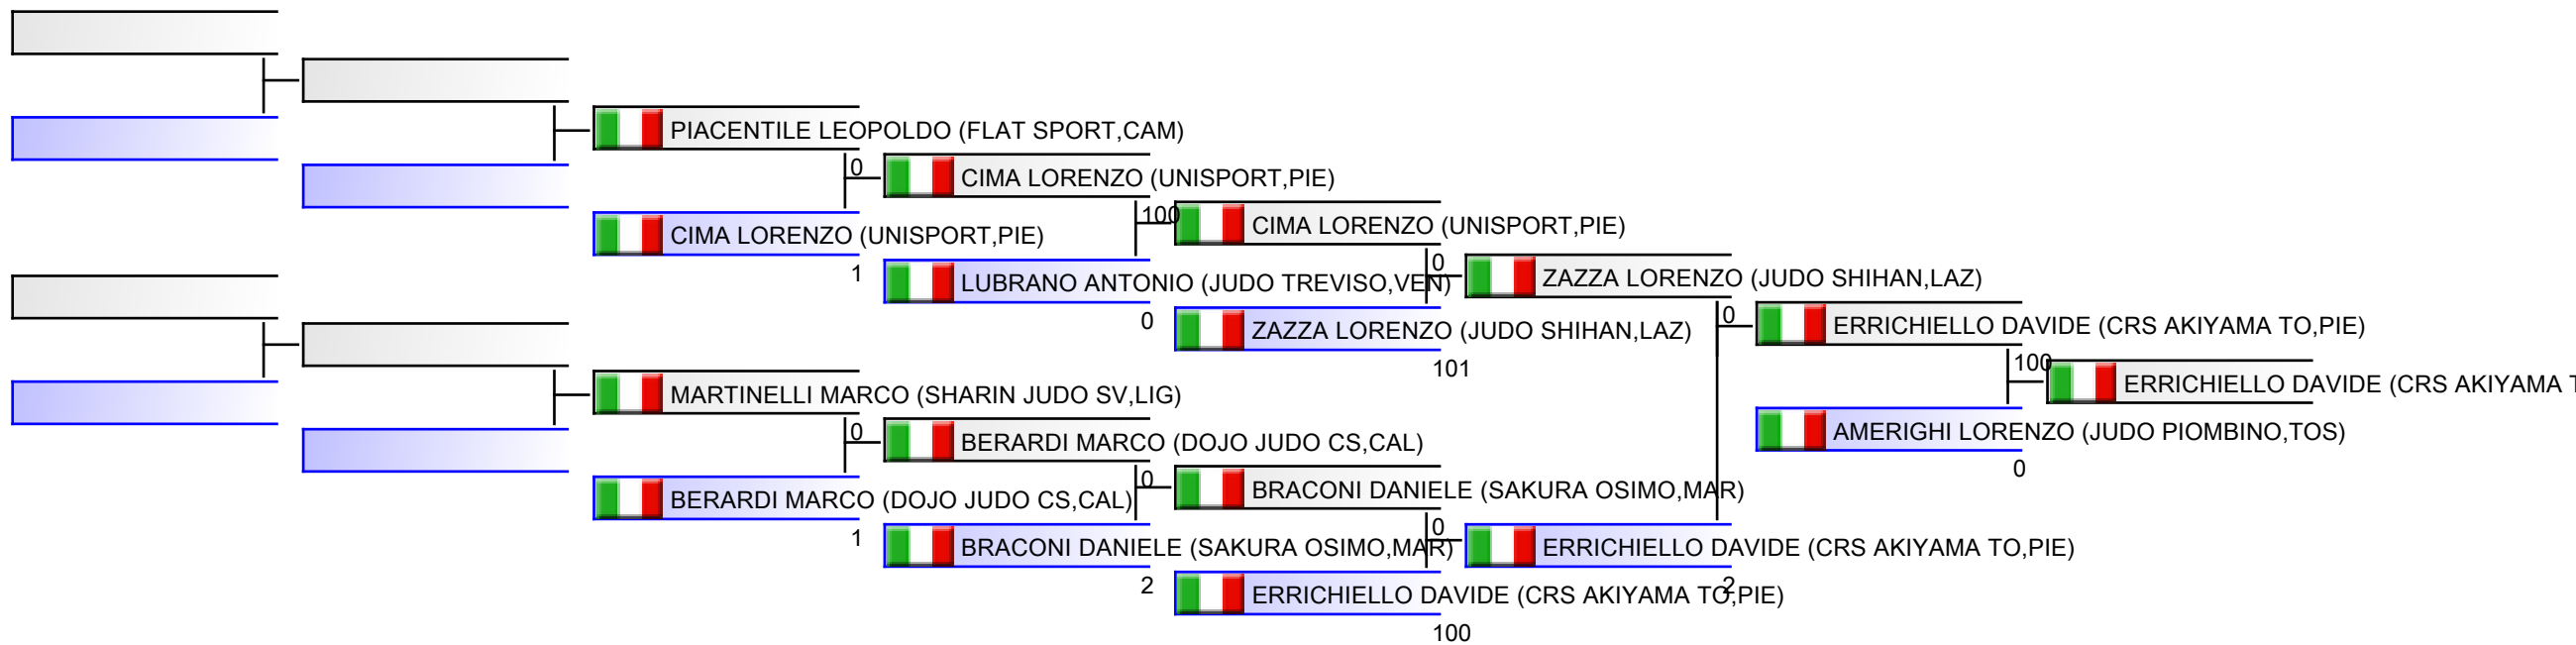 PIACENTILE LEOPOLDO (FLAT SPORT,CAM)
0
CIMA LORENZO (UNISPORT,PIE)
100
CIMA LORENZO (UNISPORT,PIE)
CIMA LORENZO (UNISPORT,PIE)
1
0
LUBRANO ANTONIO (JUDO TREVISO,VEN)
0
ZAZZA LORENZO (JUDO SHIHAN,LAZ)
0
ZAZZA LORENZO (JUDO SHIHAN,LAZ)
101
ERRICHIELLO DAVIDE (CRS AKIYAMA TO,PIE)
100
ERRICHIELLO DAVIDE (CRS AKIYAMA
MARTINELLI MARCO (SHARIN JUDO SV,LIG)
0
BERARDI MARCO (DOJO JUDO CS,CAL)
AMERIGHI LORENZO (JUDO PIOMBINO,TOS)
0
0
BRACONI DANIELE (SAKURA OSIMO,MAR)
BERARDI MARCO (DOJO JUDO CS,CAL)
1
0
BRACONI DANIELE (SAKURA OSIMO,MAR)
2
ERRICHIELLO DAVIDE (CRS AKIYAMA TO,PIE)
2
ERRICHIELLO DAVIDE (CRS AKIYAMA TO,PIE)
100